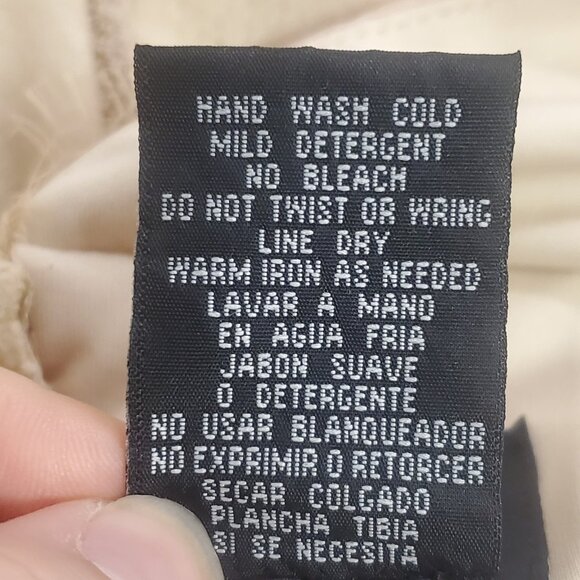 HAND WASH COLD
MILD DETERGENT
NO BLEACH
DO NOT TWIST OR WRING
LINE DRY
WARM IRON AS NEEDED
LAVAR A MANO
EN AGUA FRIA
JABON SUAVE
O DETERGENTE
NO USAR BLANQUEADOR
NO EXPRIMIR O RETORCER
SECAR COLGADO
PLANCHA TIBIA
SI SE NECESITA